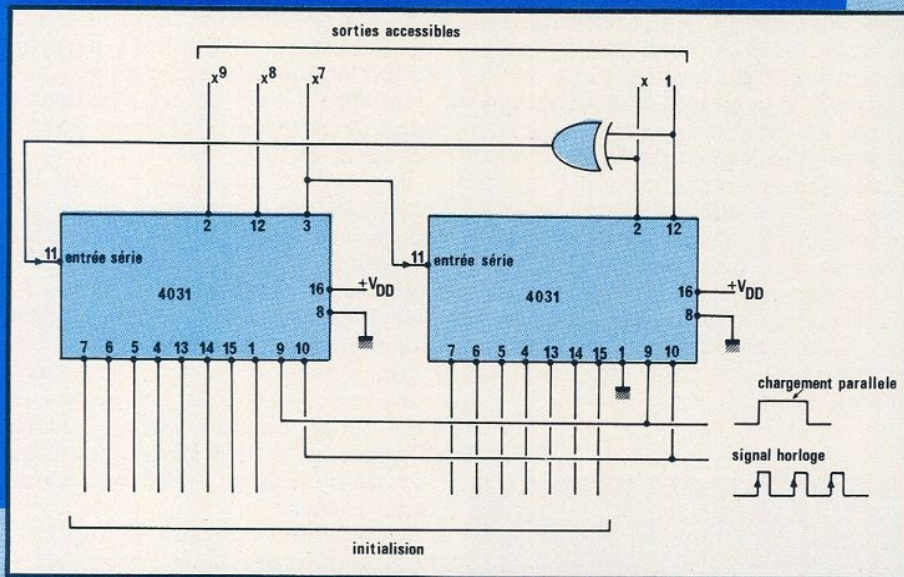 sorties accessibles
x⁹ x⁸ x⁷ x 1
2 12 3 2 12
11 entrée série 11 entrée série
4031 4031
16 +VDD 16 +VDD
8 8
7 6 5 4 13 14 15 1 9 10 7 6 5 4 13 14 15 1 9 10
chargement parallele
signal horloge
initialision